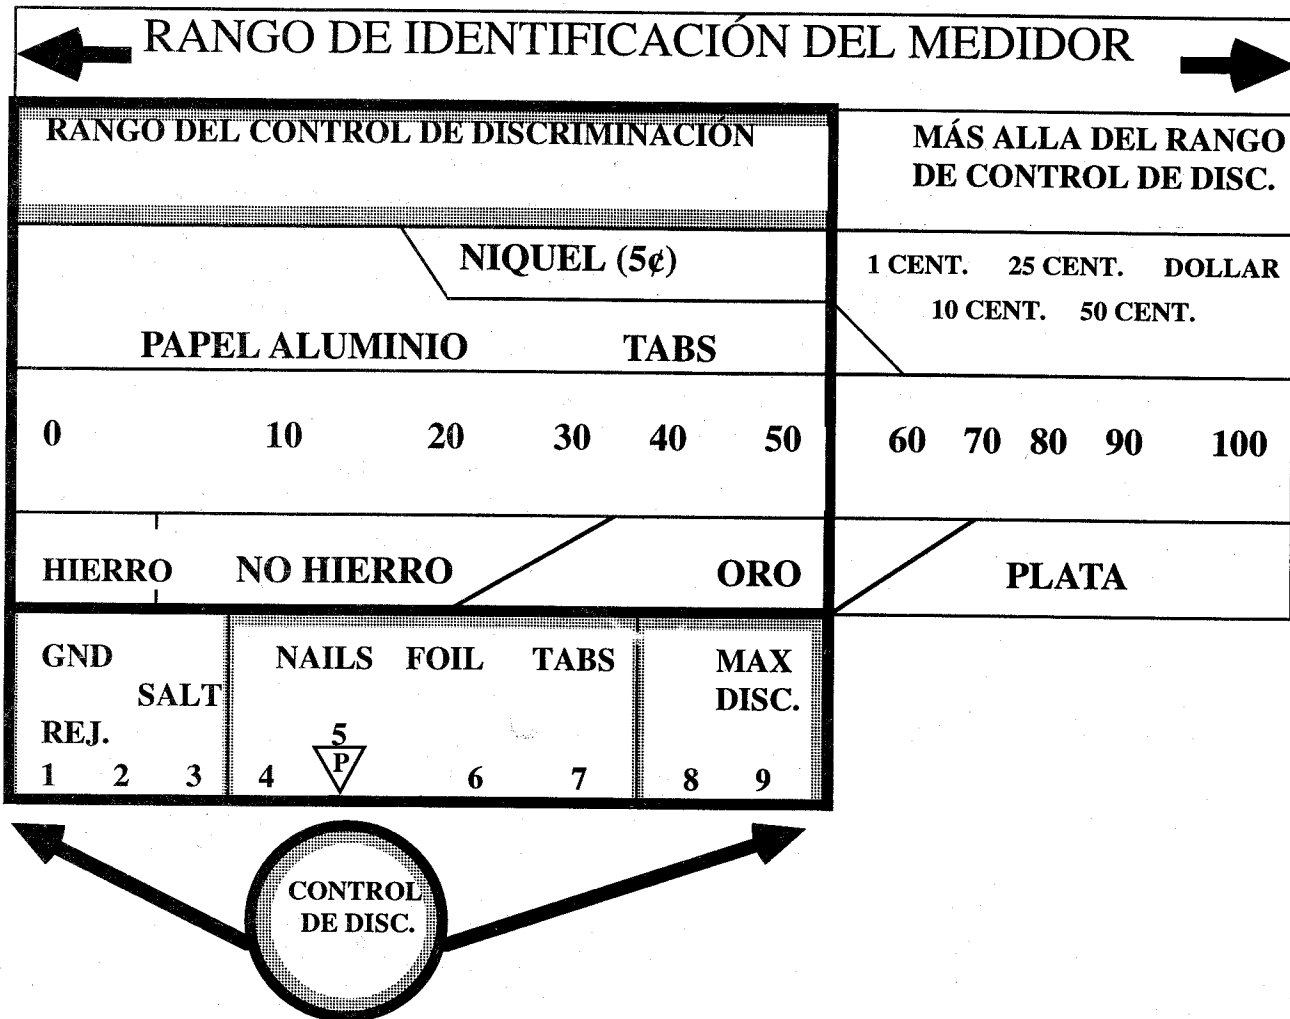 RANGO DE IDENTIFICACIÓN DEL MEDIDOR
RANGO DEL CONTROL DE DISCRIMINACIÓN
MÁS ALLA DEL RANGO
DE CONTROL DE DISC.
NIQUEL (5¢)
1 CENT. 25 CENT. DOLLAR
10 CENT. 50 CENT.
PAPEL ALUMINIO TABS
0 10 20 30 40 50 60 70 80 90 100
HIERRO NO HIERRO ORO PLATA
GND NAILS FOIL TABS MAX
SALT DISC.
REJ.
5
1 2 3 4 P 6 7 8 9
CONTROL
DE DISC.